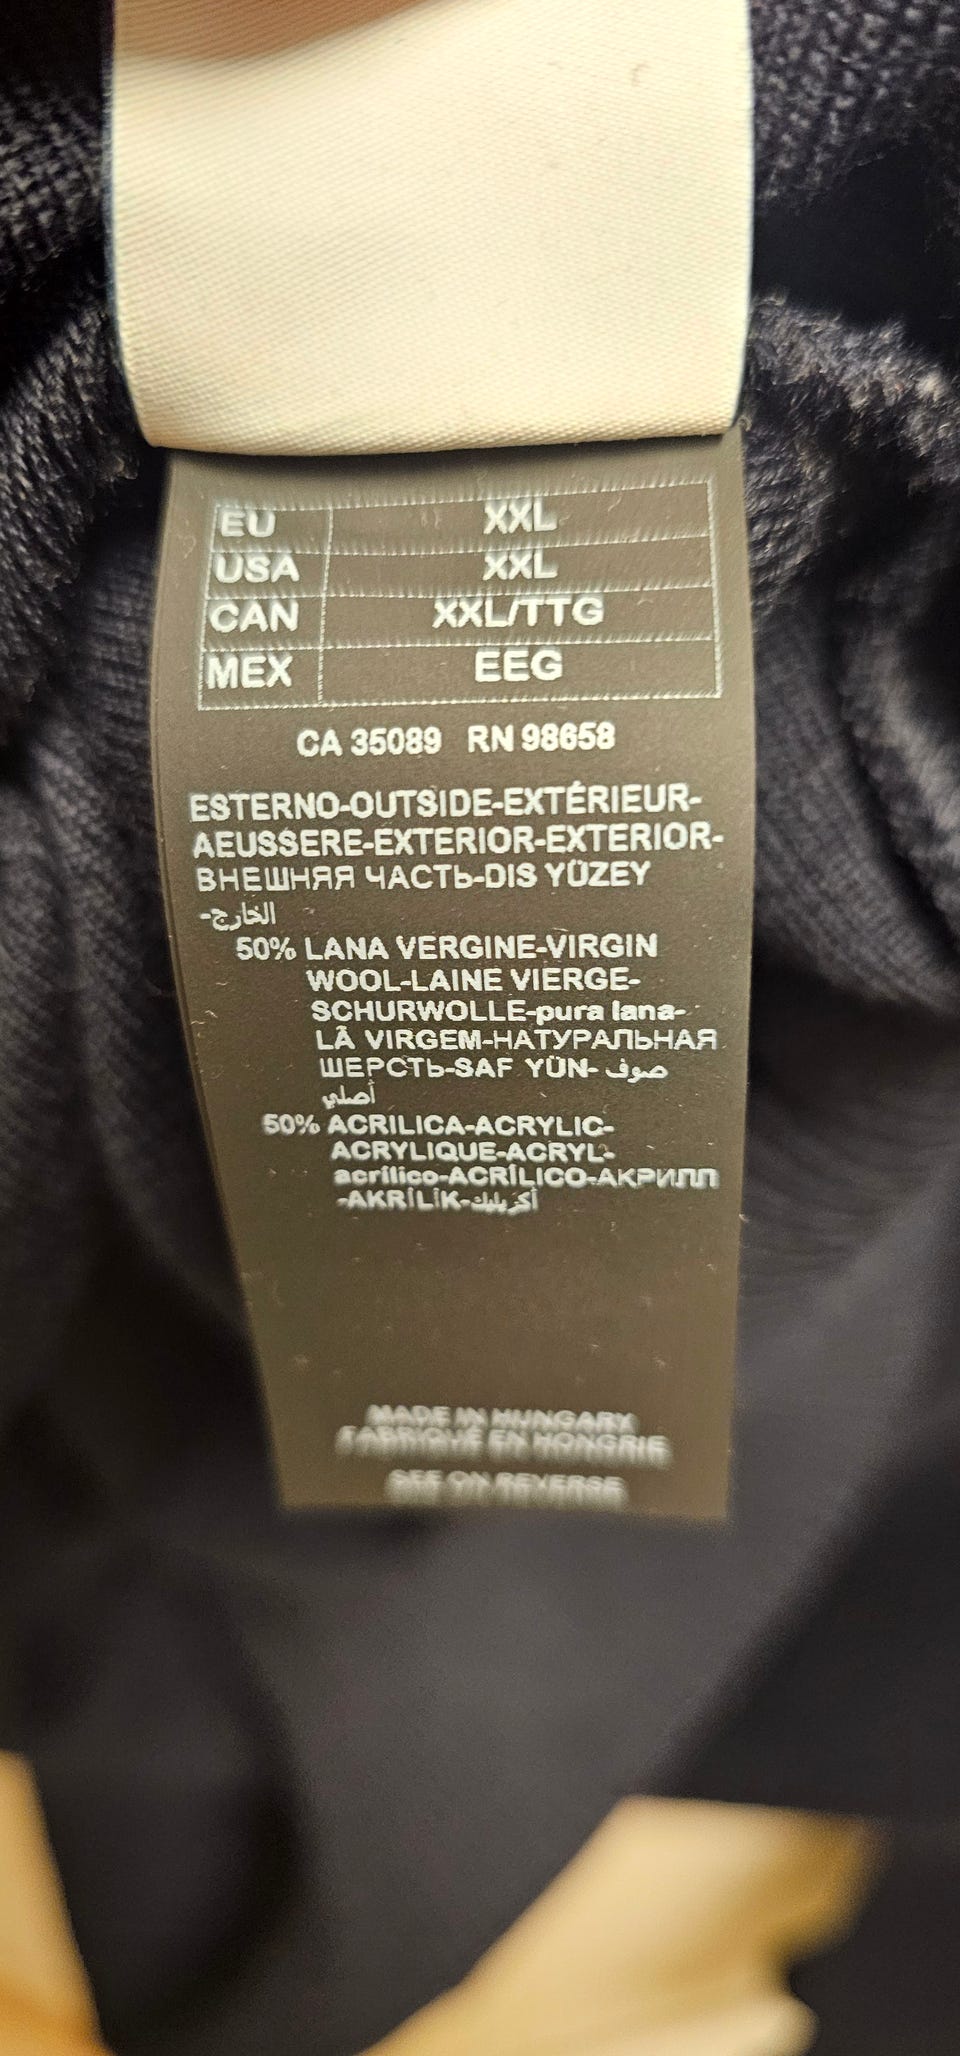 EU XXL
USA XXL
CAN XXL/TTG
MEX EEG
CA 35089 RN 98658
ESTERNO-OUTSIDE-EXTÉRIEUR-
AEUSSERE-EXTERIOR-EXTERIOR-
ВНЕШНЯЯ ЧАСТЬ-DIS YÜZEY
-الخارج
50% LANA VERGINE-VIRGIN
WOOL-LAINE VIERGE-
SCHURWOLLE-pura lana-
LÃ VIRGEM-НАТУРАЛЬНАЯ
ШЕРСТЬ-SAF YÜN- صوف
أصلي
50% ACRILICA-ACRYLIC-
ACRYLIQUE-ACRYL-
acrílico-ACRÍLICO-АКРИЛЛ
-AKRİLİK-أكريليك
MADE IN HUNGARY
FABRIQUÉ EN HONGRIE
SEE ON REVERSE